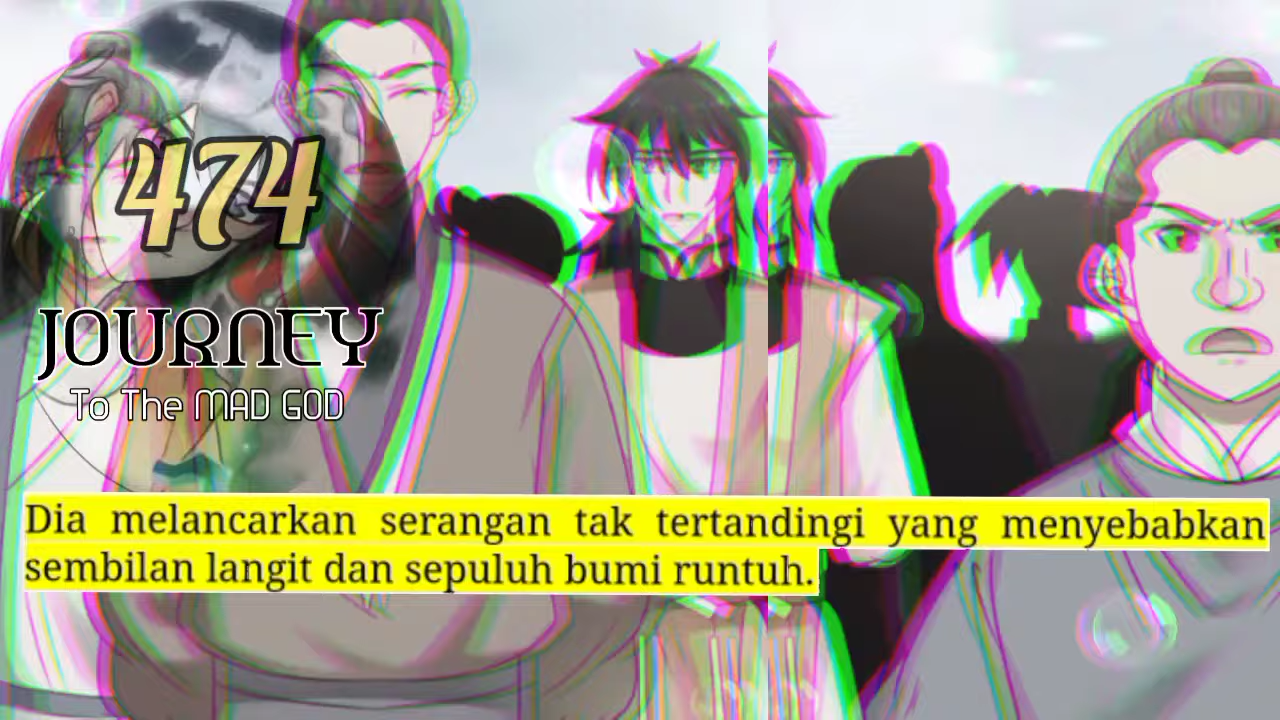 474
JOURNEY
To The MAD GOD
Dia melancarkan serangan tak tertandingi yang menyebabkan
sembilan langit dan sepuluh bumi runtuh.